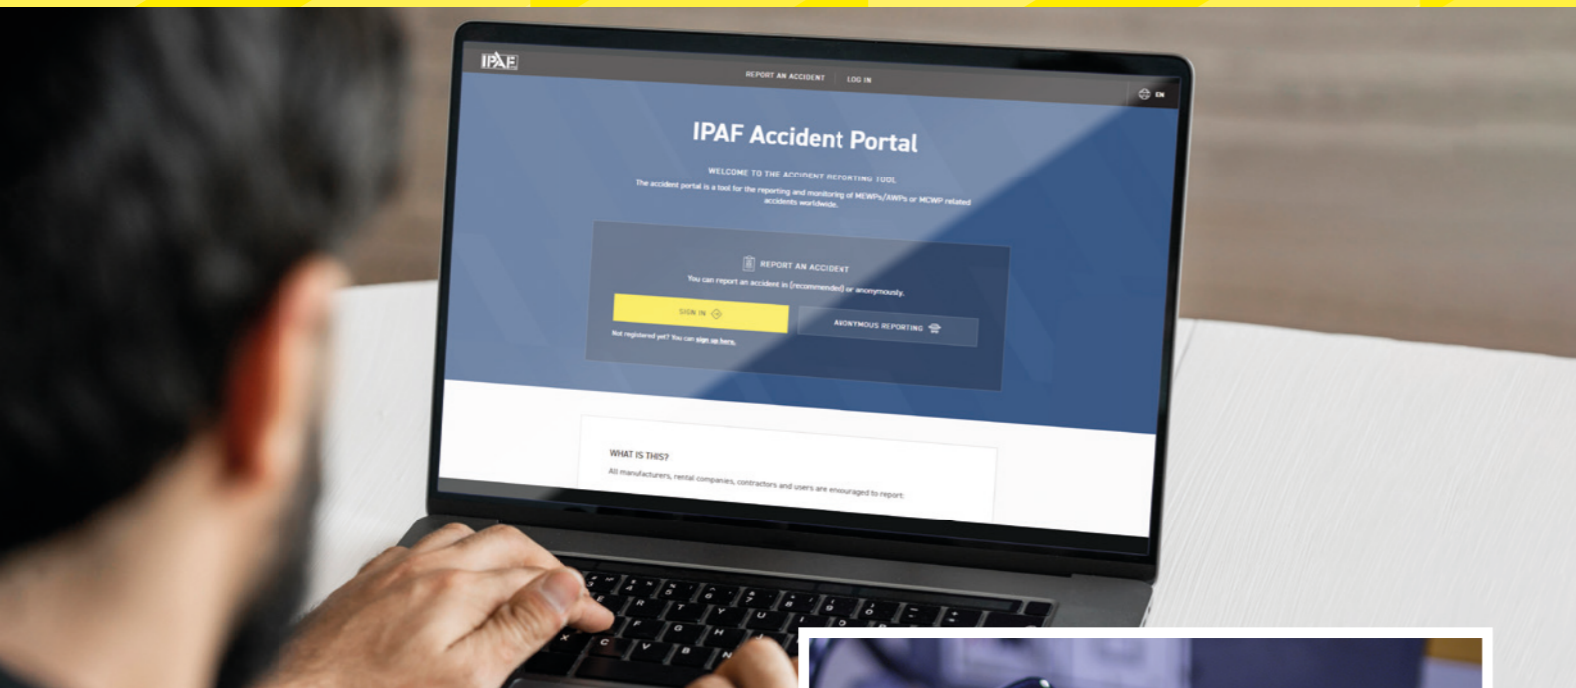 IPAF
REPORT AN ACCIDENT
LOG IN
EN
IPAF Accident Portal
WELCOME TO THE ACCIDENT REPORTING TOOL
The accident portal is a tool for the reporting and monitoring of MEWPs/AWPs or MCWP related
accidents worldwide.
REPORT AN ACCIDENT
You can report an accident in (recommended) or anonymously.
SIGN IN
ANONYMOUS REPORTING
Not registered yet? You can sign up here.
WHAT IS THIS?
All manufacturers, rental companies, contractors and users are encouraged to report: